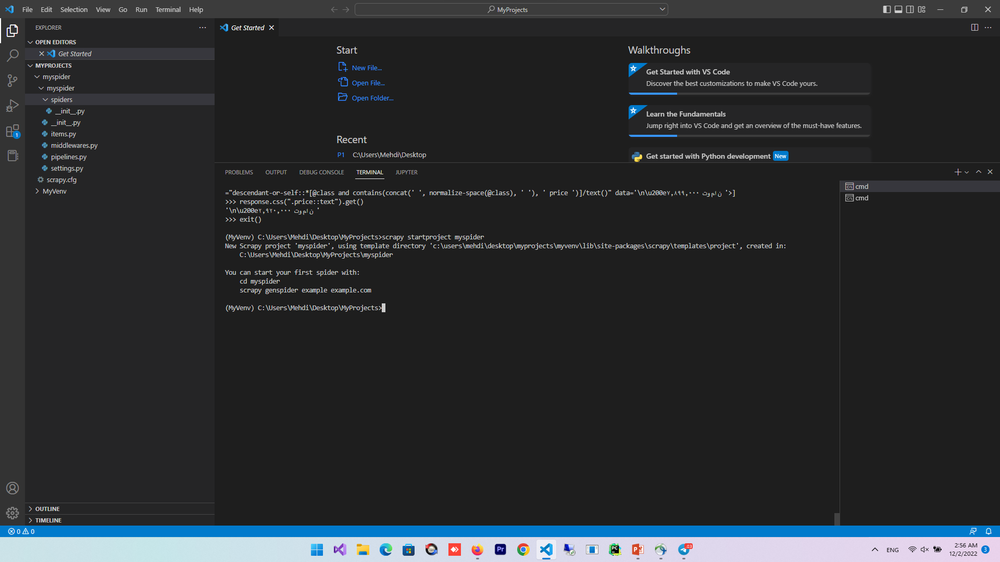 File Edit Selection View Go Run Terminal Help
MyProjects
EXPLORER
OPEN EDITORS
Get Started
MYPROJECTS
myspider
myspider
spiders
__init__.py
__init__.py
items.py
middlewares.py
pipelines.py
settings.py
scrapy.cfg
MyVenv
OUTLINE
TIMELINE
1
Get Started
Start
New File...
Open File...
Open Folder...
Recent
P1 C:\Users\Mehdi\Desktop
Walkthroughs
Get Started with VS Code
Discover the best customizations to make VS Code yours.
Learn the Fundamentals
Jump right into VS Code and get an overview of the must-have features.
Get started with Python development New
PROBLEMS OUTPUT DEBUG CONSOLE TERMINAL JUPYTER
="descendant-or-self::*[@class and contains(concat(' ', normalize-space(@class), ' '), ' price ')]/text()" data='\n\u200e۷,۸۹۹,۰۰۰ تومان '>]
>>> response.css(".price::text").get()
'\n\u200e۲,۹۲۰,۰۰۰ تومان '
>>> exit()
(MyVenv) C:\Users\Mehdi\Desktop\MyProjects>scrapy startproject myspider
New Scrapy project 'myspider', using template directory 'c:\users\mehdi\desktop\myprojects\myvenv\lib\site-packages\scrapy\templates\project', created in:
C:\Users\Mehdi\Desktop\MyProjects\myspider
You can start your first spider with:
cd myspider
scrapy genspider example example.com
(MyVenv) C:\Users\Mehdi\Desktop\MyProjects>
cmd
cmd
0 0
Pr
PC
P
.03
ENG
2:56 AM
12/2/2022
3